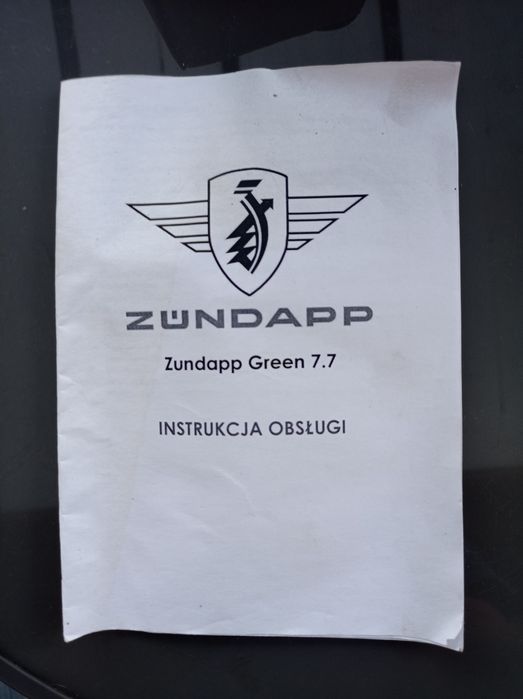 ZÜNDAPP
Zundapp Green 7.7
INSTRUKCJA OBSŁUGI